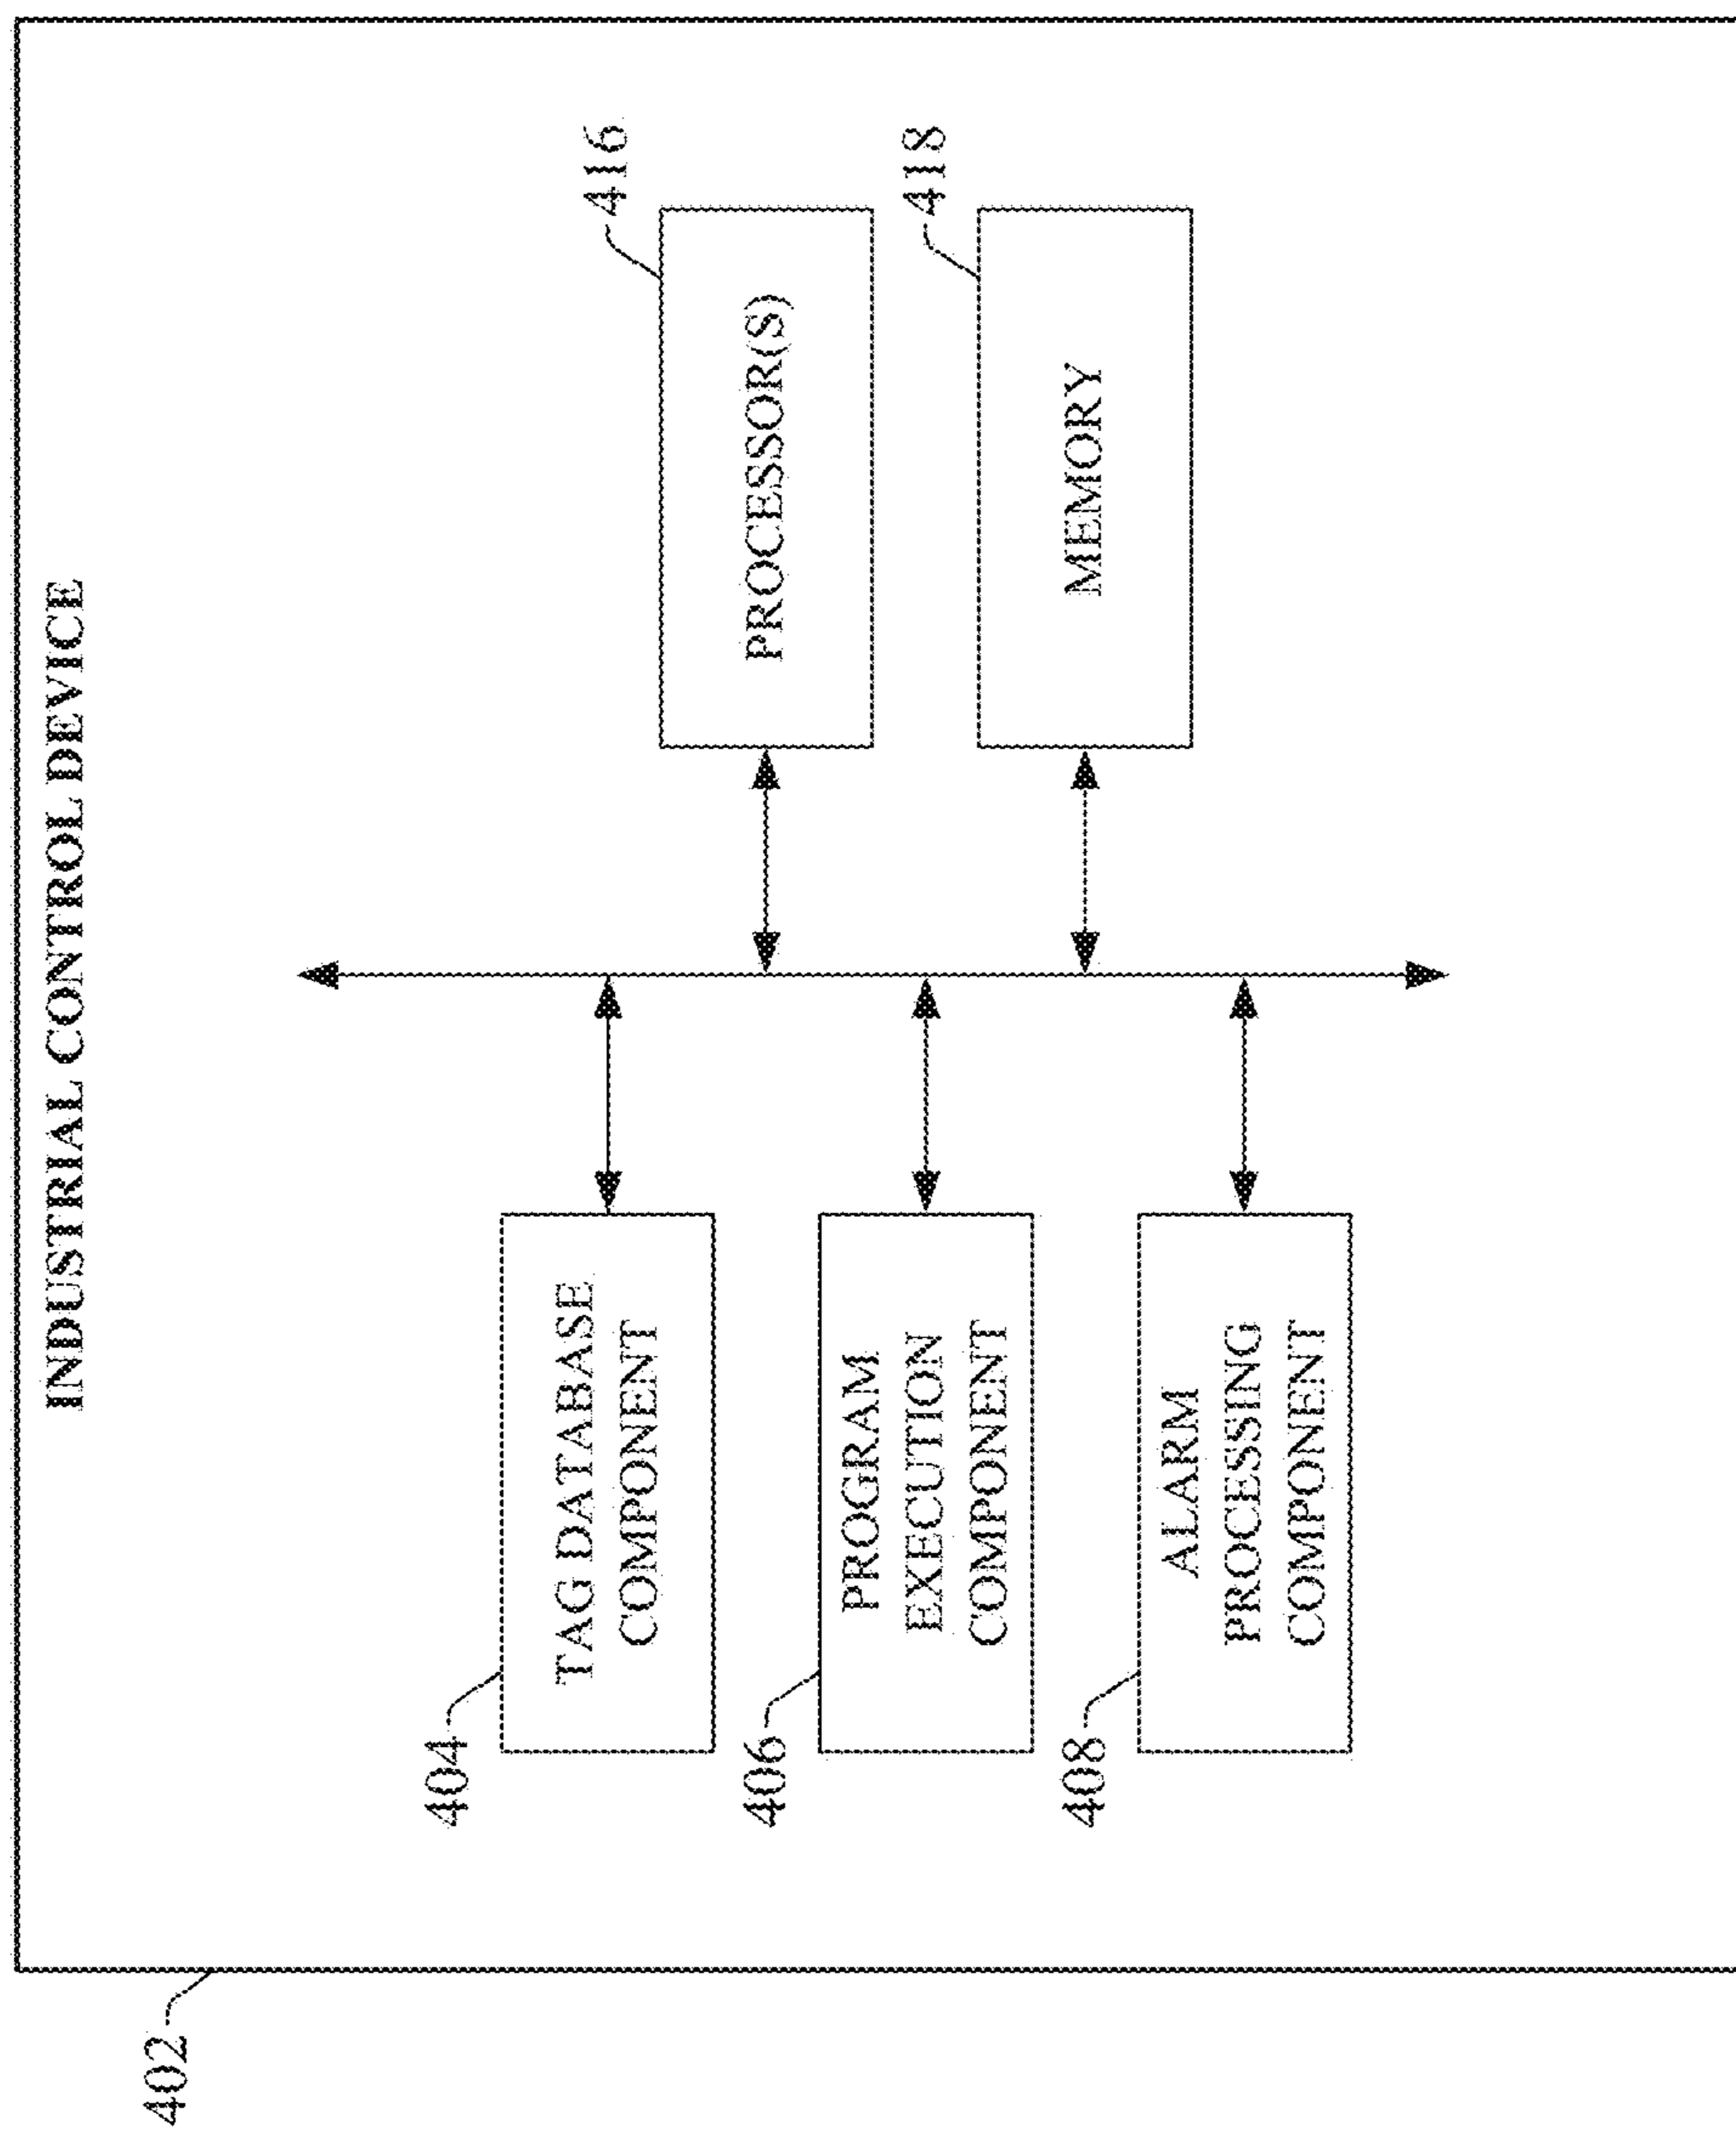 INDUSTRIAL CONTROL DEVICE
402
404
TAG DATABASE
COMPONENT
406
PROGRAM
EXECUTION
COMPONENT
408
ALARM
PROCESSING
COMPONENT
416
PROCESSOR(S)
418
MEMORY